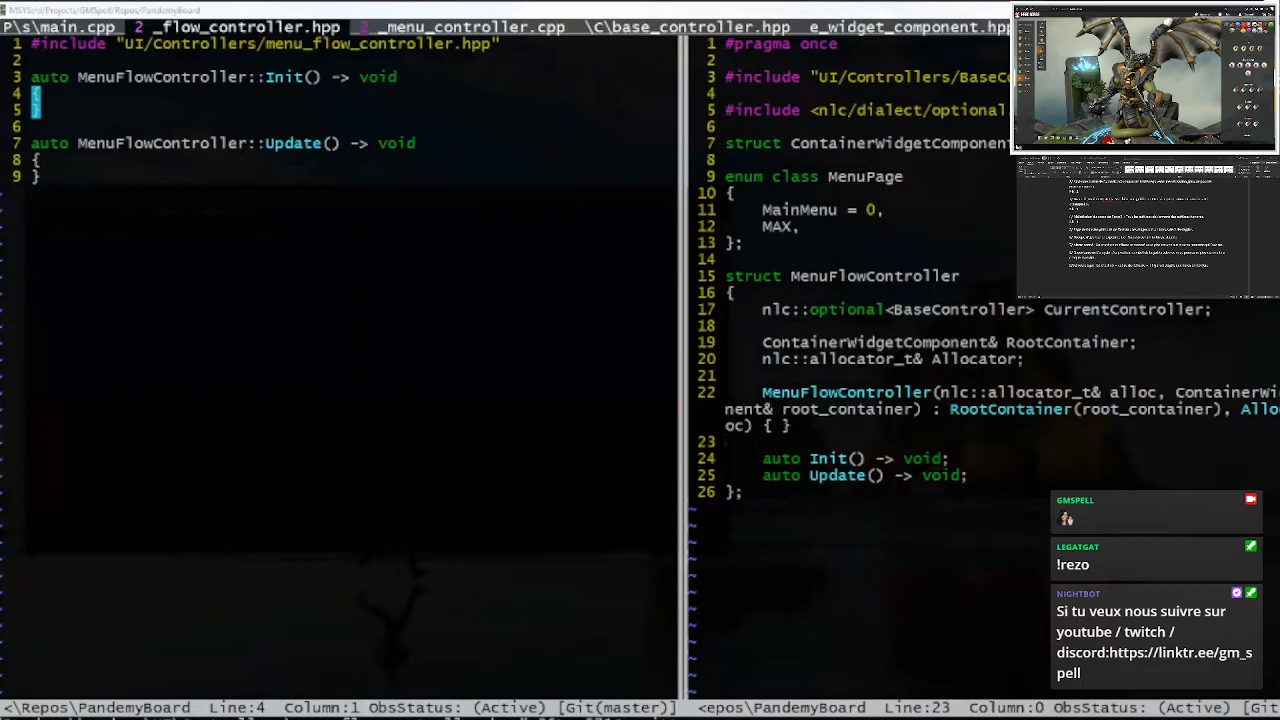 MSYS:/d/Projects/GMSpell/Repos/PandemyBoard
P\s\main.cpp  2 _flow_controller.hpp  2 _menu_controller.cpp  \C\base_controller.hpp  e_widget_component.hpp
1 #include "UI/Controllers/menu_flow_controller.hpp"
2
3 auto MenuFlowController::Init() -> void
4 {
5 }
6
7 auto MenuFlowController::Update() -> void
8 {
9 }
<\Repos\PandemyBoard   Line:4   Column:1  ObsStatus: (Active)  [Git(master)]
1 #pragma once
2
3 #include "UI/Controllers/BaseC
4
5 #include <nlc/dialect/optional
6
7 struct ContainerWidgetComponent
8
9 enum class MenuPage
10 {
11     MainMenu = 0,
12     MAX,
13 };
14
15 struct MenuFlowController
16 {
17     nlc::optional<BaseController> CurrentController;
18
19     ContainerWidgetComponent& RootContainer;
20     nlc::allocator_t& Allocator;
21
22     MenuFlowController(nlc::allocator_t& alloc, ContainerWi
nent& root_container) : RootContainer(root_container), Allo
oc) { }
23
24     auto Init() -> void;
25     auto Update() -> void;
26 };
<epos\PandemyBoard   Line:23   Column:0  ObsStatus: (Active)  [Git
GMSPELL
LEGATGAT
!rezo
NIGHTBOT
Si tu veux nous suivre sur
youtube / twitch /
discord:https://linktr.ee/gm_s
pell